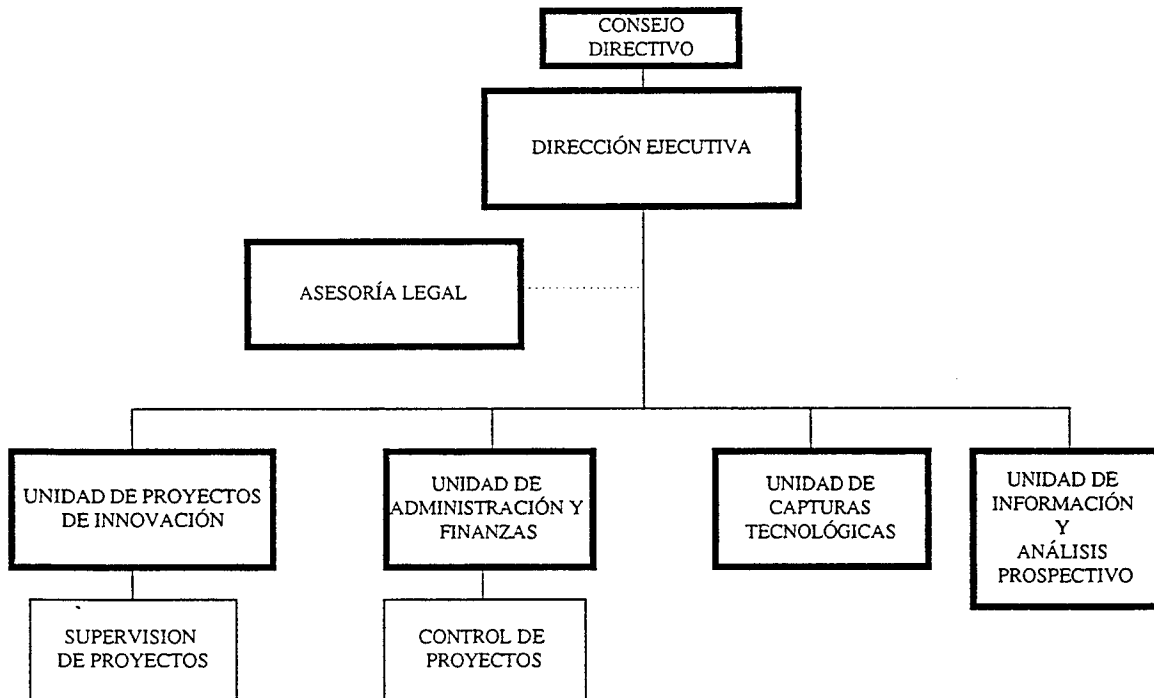 CONSEJO
DIRECTIVO
DIRECCIÓN EJECUTIVA
ASESORÍA LEGAL
UNIDAD DE PROYECTOS
DE INNOVACIÓN
UNIDAD DE
ADMINISTRACIÓN Y
FINANZAS
UNIDAD DE
CAPTURAS
TECNOLÓGICAS
UNIDAD DE
INFORMACIÓN
Y
ANÁLISIS
PROSPECTIVO
SUPERVISION
DE PROYECTOS
CONTROL DE
PROYECTOS